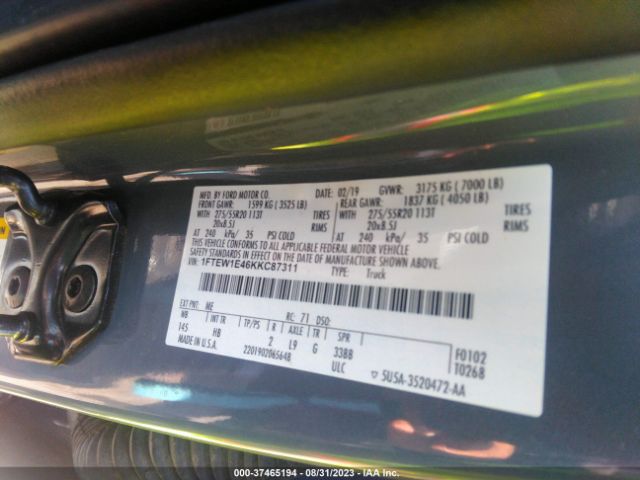 MFD. BY FORD MOTOR CO.
DATE: 02/19 GVWR: 3175 KG ( 7000 LB)
FRONT GAWR: 1599 KG ( 3525 LB) REAR GAWR: 1837 KG ( 4050 LB)
WITH 275/55R20 113T TIRES WITH 275/55R20 113T TIRES
20x8.5J RIMS 20x8.5J RIMS
AT 240 kPa/ 35 PSI COLD AT 240 kPa/ 35 PSI COLD
THIS VEHICLE CONFORMS TO ALL APPLICABLE FEDERAL MOTOR VEHICLE
SAFETY STANDARDS IN EFFECT ON THE DATE OF MANUFACTURE SHOWN ABOVE.
VIN: 1FTEW1E46KKC87311 TYPE: Truck
EXT PNT: ME RC: 71 DSO:
WB INT TR TP/PS R AXLE TR SPR
145 HB 2 L9 G 33BB
MADE IN U.S.A. ULC
F0102
T0268
5U5A-3520472-AA
000-37465194 - 08/31/2023 - IAA Inc.